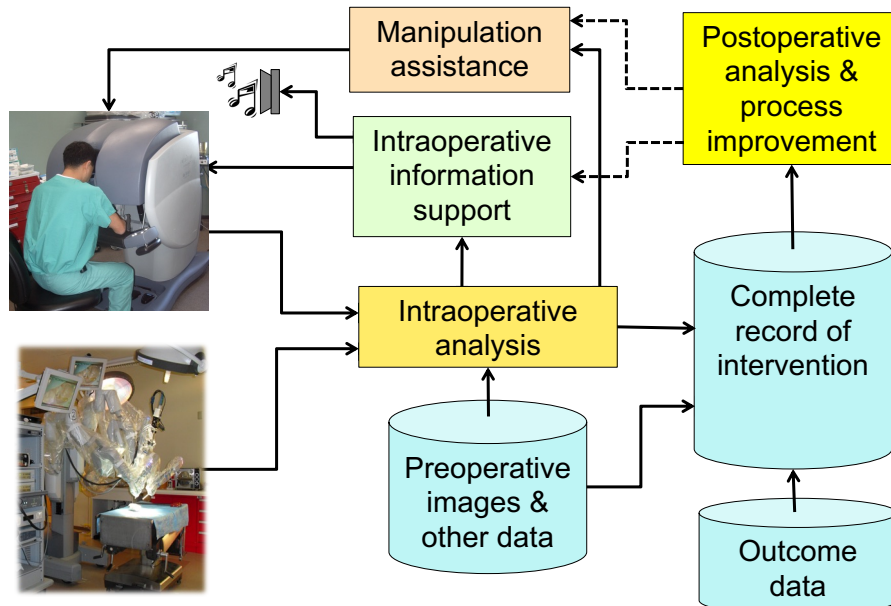 Manipulation
assistance
Postoperative
analysis &
process
improvement
Intraoperative
information
support
Intraoperative
analysis
Complete
record of
intervention
Preoperative
images &
other data
Outcome
data